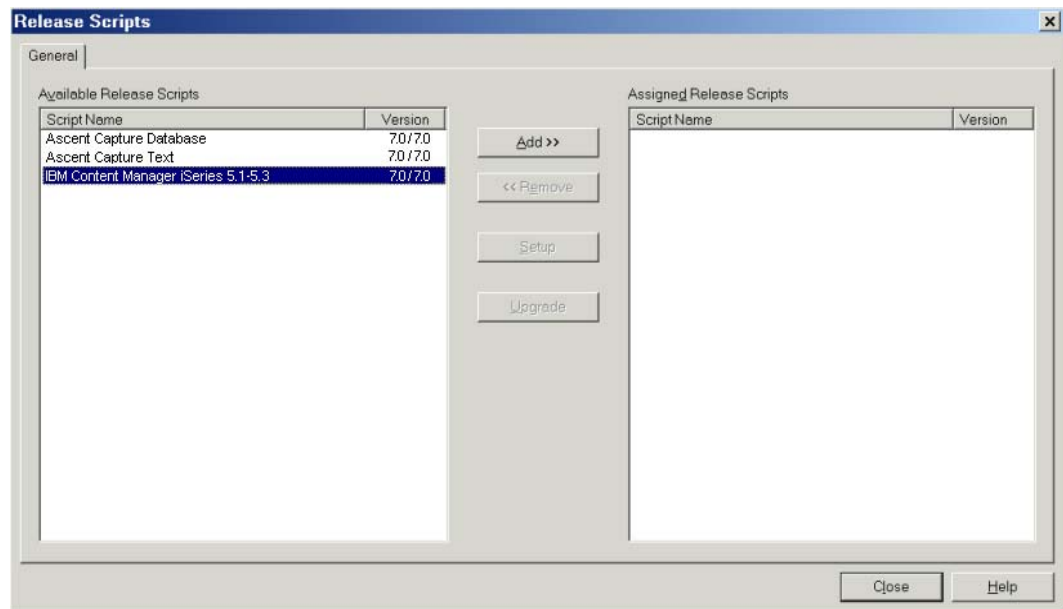 Release Scripts
General
Available Release Scripts
Script Name Version
Ascent Capture Database 7.0/7.0
Ascent Capture Text 7.0/7.0
IBM Content Manager iSeries 5.1-5.3 7.0/7.0
Add >>
<< Remove
Setup
Upgrade
Assigned Release Scripts
Script Name Version
Close Help